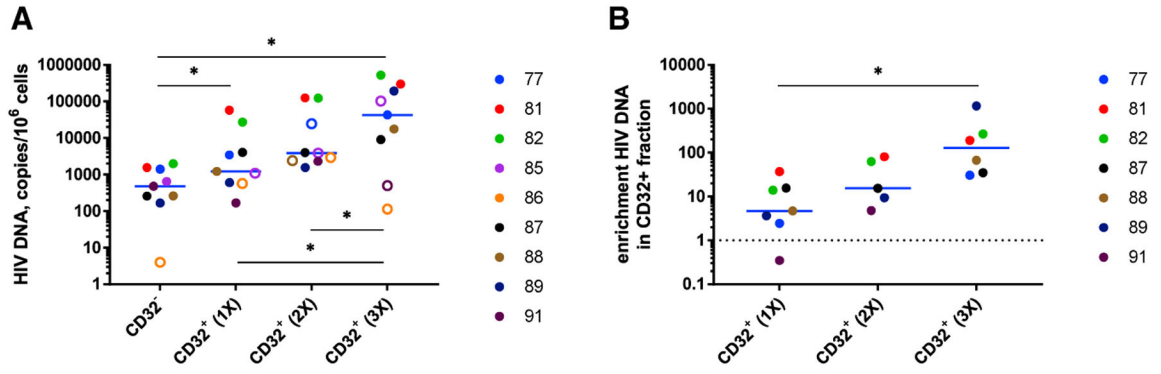 A
B
HIV DNA, copies/10⁶ cells
1000000
100000
10000
1000
100
10
1
*
*
*
*
CD32⁻
CD32⁺ (1X)
CD32⁺ (2X)
CD32⁺ (3X)
77
81
82
85
86
87
88
89
91
enrichment HIV DNA
in CD32+ fraction
10000
1000
100
10
1
0.1
*
CD32⁺ (1X)
CD32⁺ (2X)
CD32⁺ (3X)
77
81
82
87
88
89
91